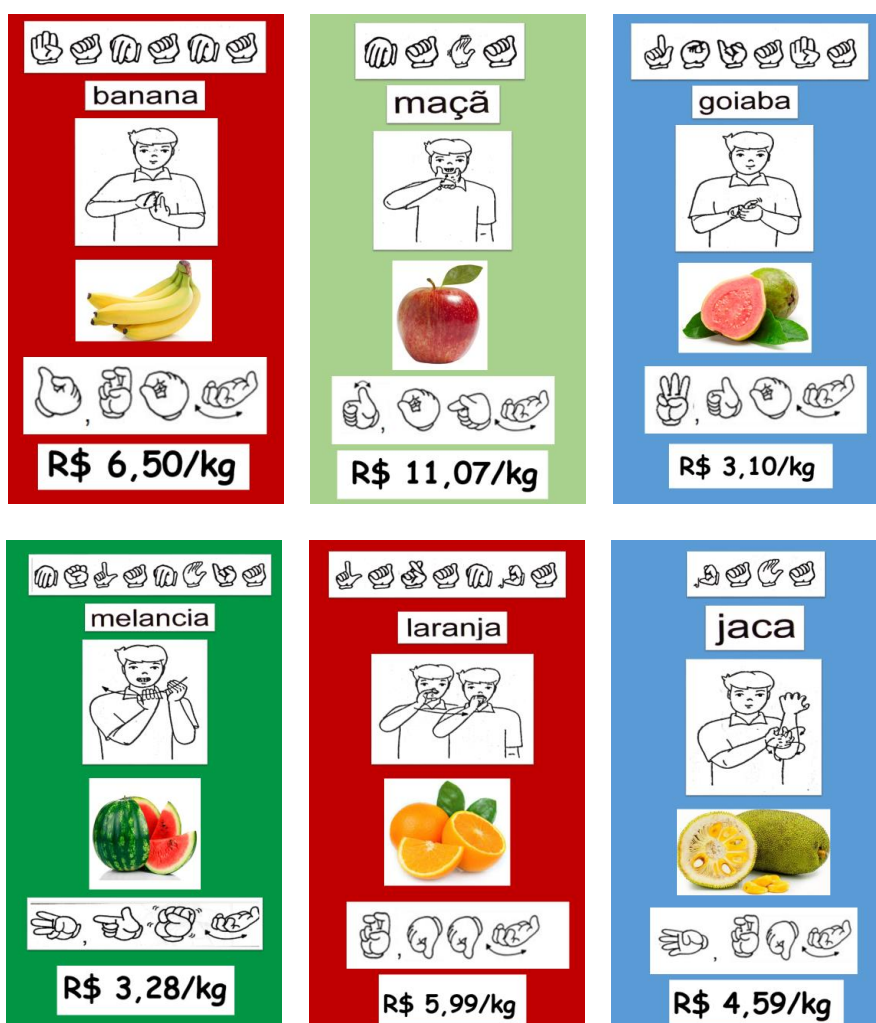 banana
R$ 6,50/kg
maçã
R$ 11,07/kg
goiaba
R$ 3,10/kg
melancia
R$ 3,28/kg
laranja
R$ 5,99/kg
jaca
R$ 4,59/kg